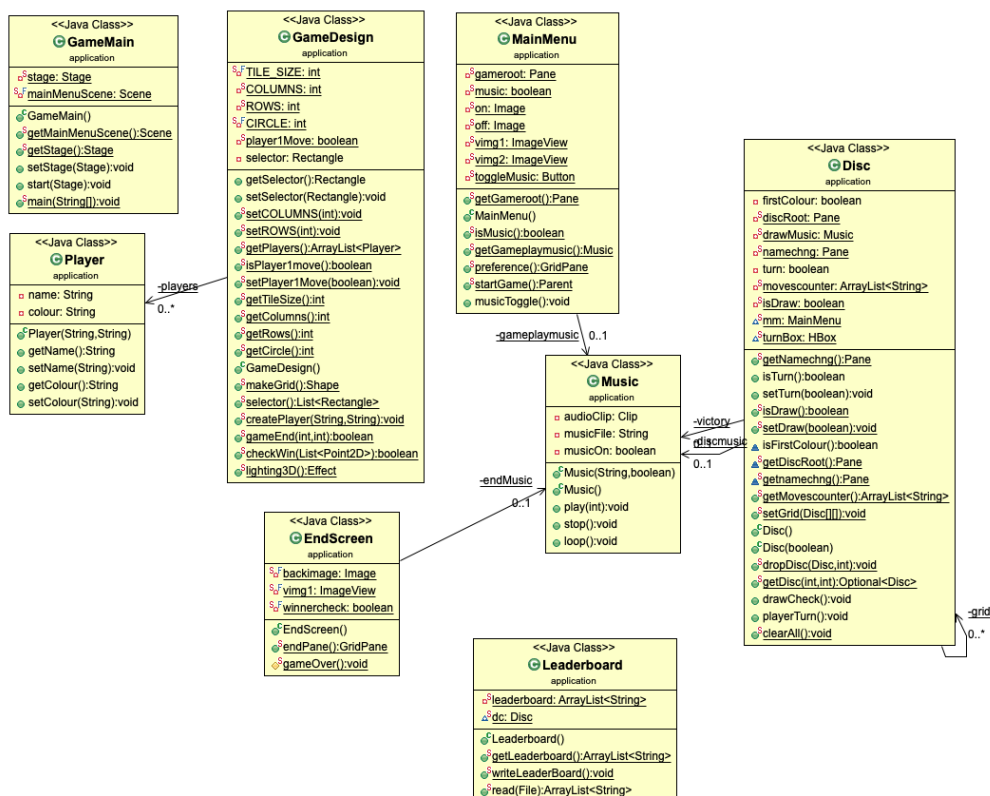 <<Java Class>>
GameMain
application
stage: Stage
mainMenuScene: Scene
GameMain()
getMainMenuScene():Scene
getStage():Stage
setStage(Stage):void
start(Stage):void
main(String[]):void
<<Java Class>>
Player
application
name: String
colour: String
Player(String,String)
getName():String
setName(String):void
getColour():String
setColour(String):void
<<Java Class>>
GameDesign
application
TILE_SIZE: int
COLUMNS: int
ROWS: int
CIRCLE: int
player1Move: boolean
selector: Rectangle
getSelector():Rectangle
setSelector(Rectangle):void
setCOLUMNS(int):void
setROWS(int):void
getPlayers():ArrayList<Player>
isPlayer1move():boolean
setPlayer1Move(boolean):void
getTileSize():int
getColumns():int
getRows():int
getCircle():int
GameDesign()
makeGrid():Shape
selector():List<Rectangle>
createPlayer(String,String):void
gameEnd(int,int):boolean
checkWin(List<Point2D>):boolean
lighting3D():Effect
-players
0..*
<<Java Class>>
MainMenu
application
gameroot: Pane
music: boolean
on: Image
off: Image
vimg1: ImageView
vimg2: ImageView
toggleMusic: Button
getGameroot():Pane
MainMenu()
isMusic():boolean
getGameplaymusic():Music
preference():GridPane
startGame():Parent
musicToggle():void
-gameplaymusic
0..1
<<Java Class>>
Music
application
audioClip: Clip
musicFile: String
musicOn: boolean
Music(String,boolean)
Music()
play(int):void
stop():void
loop():void
-victory
0..1
-discmusic
0..1
<<Java Class>>
Disc
application
firstColour: boolean
discRoot: Pane
drawMusic: Music
namechng: Pane
turn: boolean
movescounter: ArrayList<String>
isDraw: boolean
mm: MainMenu
turnBox: HBox
getNamechng():Pane
isTurn():boolean
setTurn(boolean):void
isDraw():boolean
setDraw(boolean):void
isFirstColour():boolean
getDiscRoot():Pane
getnamechng():Pane
getMovescounter():ArrayList<String>
setGrid(Disc[][]):void
Disc()
Disc(boolean)
dropDisc(Disc,int):void
getDisc(int,int):Optional<Disc>
drawCheck():void
playerTurn():void
clearAll():void
-grid
0..*
-endMusic
0..1
<<Java Class>>
EndScreen
application
backimage: Image
vimg1: ImageView
winnercheck: boolean
EndScreen()
endPane():GridPane
gameOver():void
<<Java Class>>
Leaderboard
application
leaderboard: ArrayList<String>
dc: Disc
Leaderboard()
getLeaderboard():ArrayList<String>
writeLeaderBoard():void
read(File):ArrayList<String>